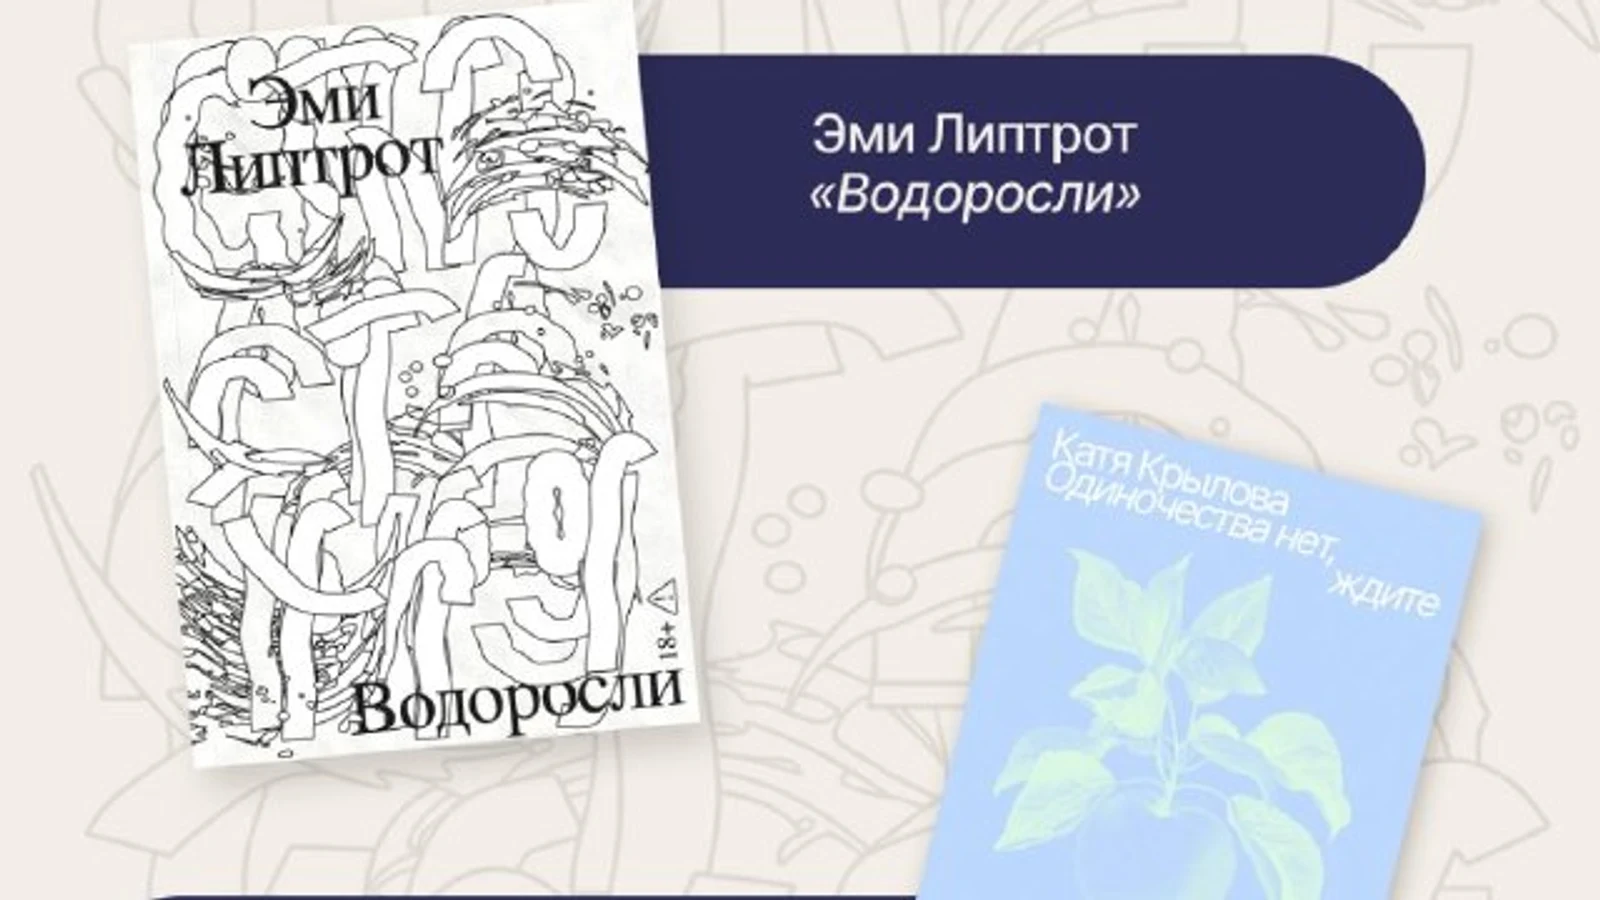 Эми
Липтрот
18+
Водоросли
Эми Липтрот
«Водоросли»
Катя Крылова
Одиночества нет,
ждите